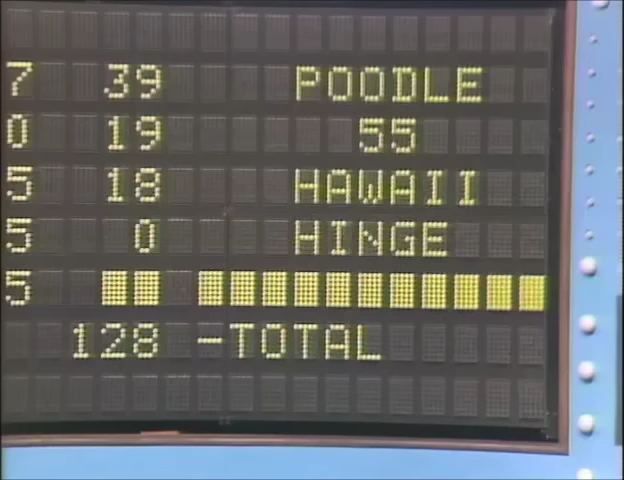 7 39 POODLE
0 19 55
5 18 HAWAII
5 0 HINGE
5
128 -TOTAL